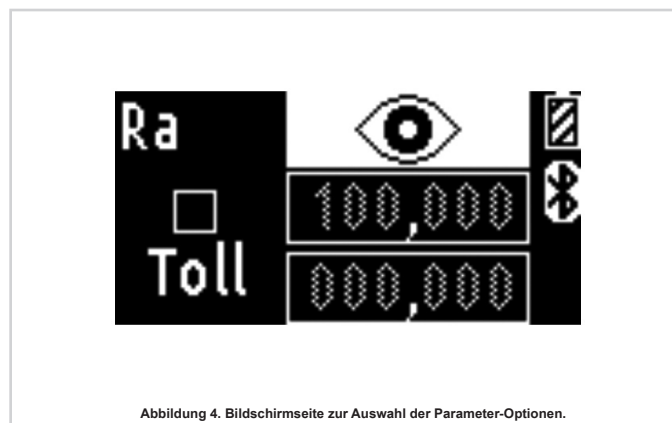 Ra
100,000
Toll
000,000
Abbildung 4. Bildschirmseite zur Auswahl der Parameter-Optionen.